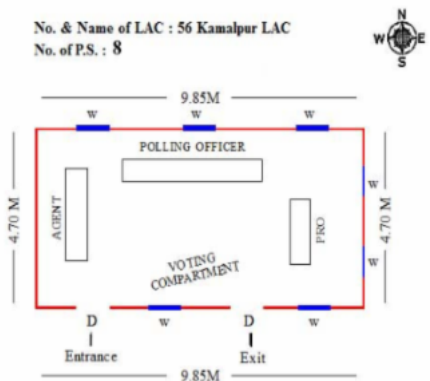 No. & Name of LAC : 56 Kamalpur LAC
No. of P.S. : 8
N
W E
S
9.85M
W W W
POLLING OFFICER
AGENT
4.70 M
W
PRO
4.70 M
VOTING
COMPARTMENT
W
D W D W
Entrance Exit
9.85M